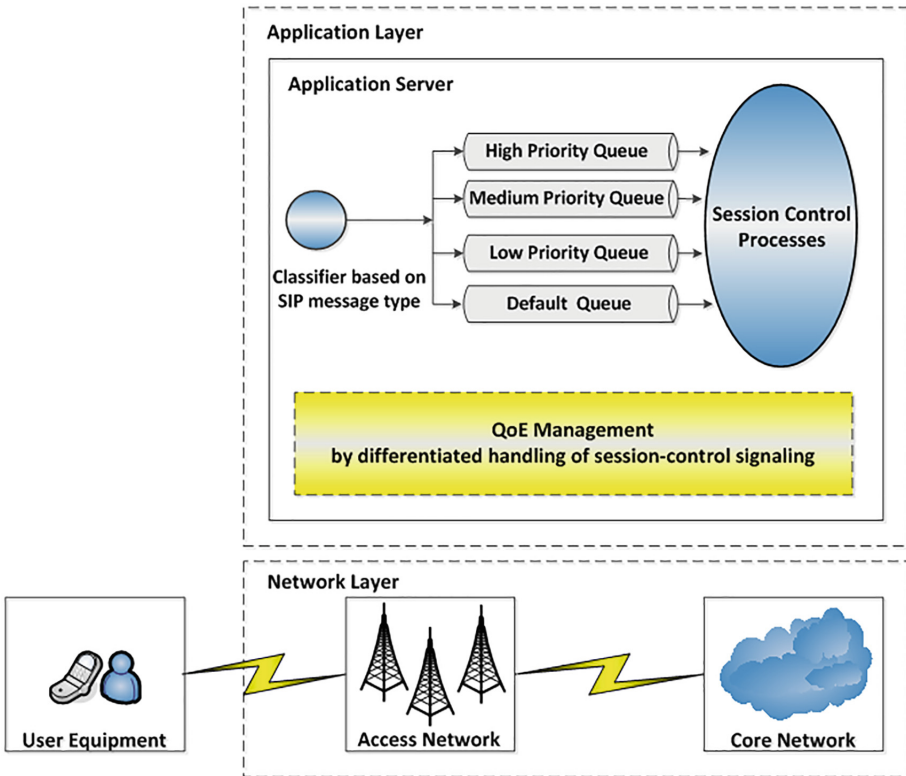 Application Layer
Application Server
High Priority Queue
Medium Priority Queue
Low Priority Queue
Default Queue
Classifier based on
SIP message type
Session Control
Processes
QoE Management
by differentiated handling of session-control signaling
Network Layer
User Equipment
Access Network
Core Network